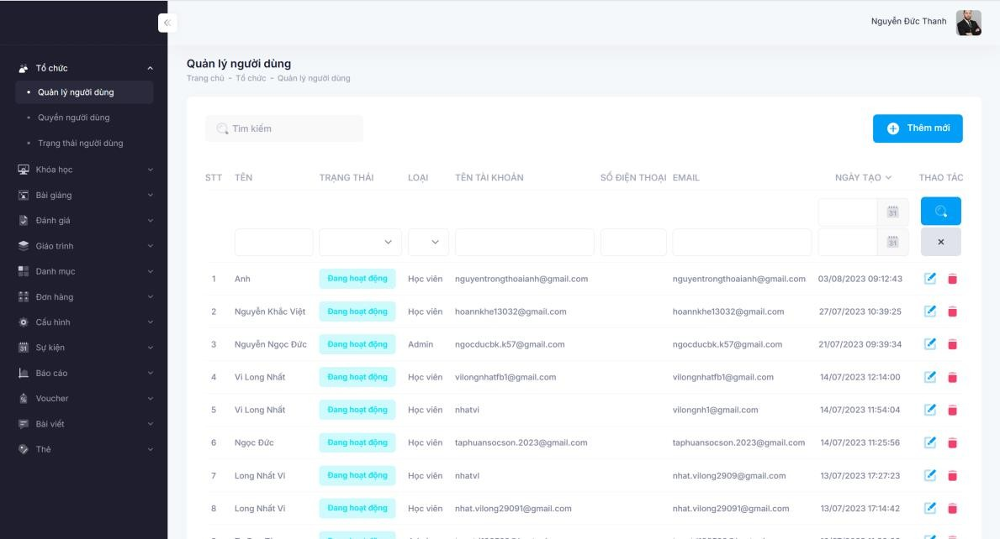 Nguyễn Đức Thanh
Tổ chức
Quản lý người dùng
Quyền người dùng
Trạng thái người dùng
Khóa học
Bài giảng
Đánh giá
Giáo trình
Danh mục
Đơn hàng
Cấu hình
Sự kiện
Báo cáo
Voucher
Bài viết
Thẻ
Quản lý người dùng
Trang chủ - Tổ chức - Quản lý người dùng
Tìm kiếm
Thêm mới
STT TÊN TRẠNG THÁI LOẠI TÊN TÀI KHOẢN SỐ ĐIỆN THOẠI EMAIL NGÀY TẠO THAO TÁC
31
31
1 Anh Đang hoạt động Học viên nguyentrongthoaianh@gmail.com nguyentrongthoaianh@gmail.com 03/08/2023 09:12:43
2 Nguyễn Khắc Việt Đang hoạt động Học viên hoannkhe13032@gmail.com hoannkhe13032@gmail.com 27/07/2023 10:39:25
3 Nguyễn Ngọc Đức Đang hoạt động Admin ngocducbk.k57@gmail.com ngocducbk.k57@gmail.com 21/07/2023 09:39:34
4 Vi Long Nhất Đang hoạt động Học viên vilongnhatfb1@gmail.com vilongnhatfb1@gmail.com 14/07/2023 12:14:00
5 Vi Long Nhất Đang hoạt động Học viên nhatvi vilongnh1@gmail.com 14/07/2023 11:54:04
6 Ngọc Đức Đang hoạt động Học viên taphuansocson.2023@gmail.com taphuansocson.2023@gmail.com 14/07/2023 11:25:56
7 Long Nhất Vi Đang hoạt động Học viên nhatvl nhat.vilong2909@gmail.com 13/07/2023 17:27:23
8 Long Nhất Vi Đang hoạt động Học viên nhat.vilong29091@gmail.com nhat.vilong29091@gmail.com 13/07/2023 17:14:42